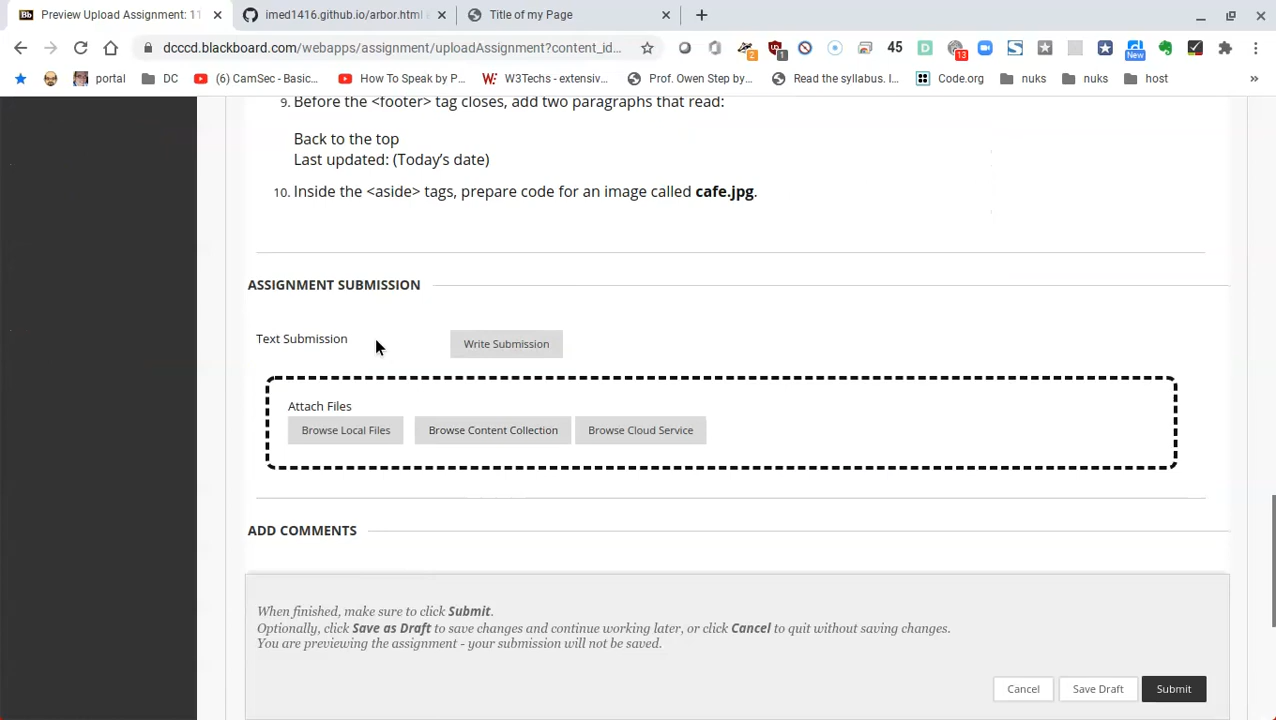 Preview Upload Assignment: 11
imed1416.github.io/arbor.html
Title of my Page
dcccd.blackboard.com/webapps/assignment/uploadAssignment?content_id...
2
1
45
13
New
portal
DC
(6) CamSec - Basic...
How To Speak by P...
W3Techs - extensiv...
Prof. Owen Step by...
Read the syllabus. I...
Code.org
nuks
nuks
host
»
9. Before the <footer> tag closes, add two paragraphs that read:
Back to the top
Last updated: (Today's date)
10. Inside the <aside> tags, prepare code for an image called cafe.jpg.
ASSIGNMENT SUBMISSION
Text Submission
Write Submission
Attach Files
Browse Local Files
Browse Content Collection
Browse Cloud Service
ADD COMMENTS
When finished, make sure to click Submit.
Optionally, click Save as Draft to save changes and continue working later, or click Cancel to quit without saving changes.
You are previewing the assignment - your submission will not be saved.
Cancel
Save Draft
Submit